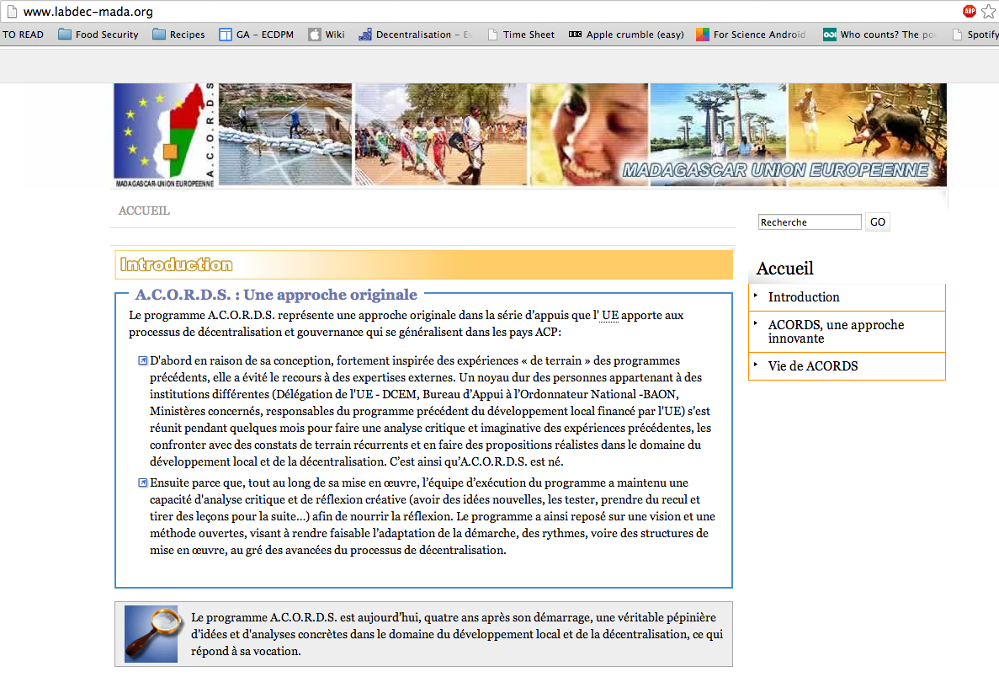 www.labdec-mada.org
ABP
TO READ
Food Security
Recipes
GA – ECDPM
Wiki
Decentralisation – Ev
Time Sheet
BBC
Apple crumble (easy)
For Science Android
Who counts? The po
Spotify
A.C.O.R.D.S
MADAGASCAR-UNION EUROPEENNE
MADAGASCAR UNION EUROPEENNE
ACCUEIL
Recherche
GO
Introduction
A.C.O.R.D.S. : Une approche originale
Le programme A.C.O.R.D.S. représente une approche originale dans la série d’appuis que l' UE apporte aux
processus de décentralisation et gouvernance qui se généralisent dans les pays ACP:
D'abord en raison de sa conception, fortement inspirée des expériences « de terrain » des programmes
précédents, elle a évité le recours à des expertises externes. Un noyau dur des personnes appartenant à des
institutions différentes (Délégation de l'UE - DCEM, Bureau d’Appui à l’Ordonnateur National -BAON,
Ministères concernés, responsables du programme précédent du développement local financé par l'UE) s’est
réunit pendant quelques mois pour faire une analyse critique et imaginative des expériences précédentes, les
confronter avec des constats de terrain récurrents et en faire des propositions réalistes dans le domaine du
développement local et de la décentralisation. C’est ainsi qu’A.C.O.R.D.S. est né.
Ensuite parce que, tout au long de sa mise en œuvre, l’équipe d’exécution du programme a maintenu une
capacité d'analyse critique et de réflexion créative (avoir des idées nouvelles, les tester, prendre du recul et
tirer des leçons pour la suite...) afin de nourrir la réflexion. Le programme a ainsi reposé sur une vision et une
méthode ouvertes, visant à rendre faisable l’adaptation de la démarche, des rythmes, voire des structures de
mise en œuvre, au gré des avancées du processus de décentralisation.
Le programme A.C.O.R.D.S. est aujourd’hui, quatre ans après son démarrage, une véritable pépinière
d’idées et d'analyses concrètes dans le domaine du développement local et de la décentralisation, ce qui
répond à sa vocation.
Accueil
Introduction
ACORDS, une approche
innovante
Vie de ACORDS